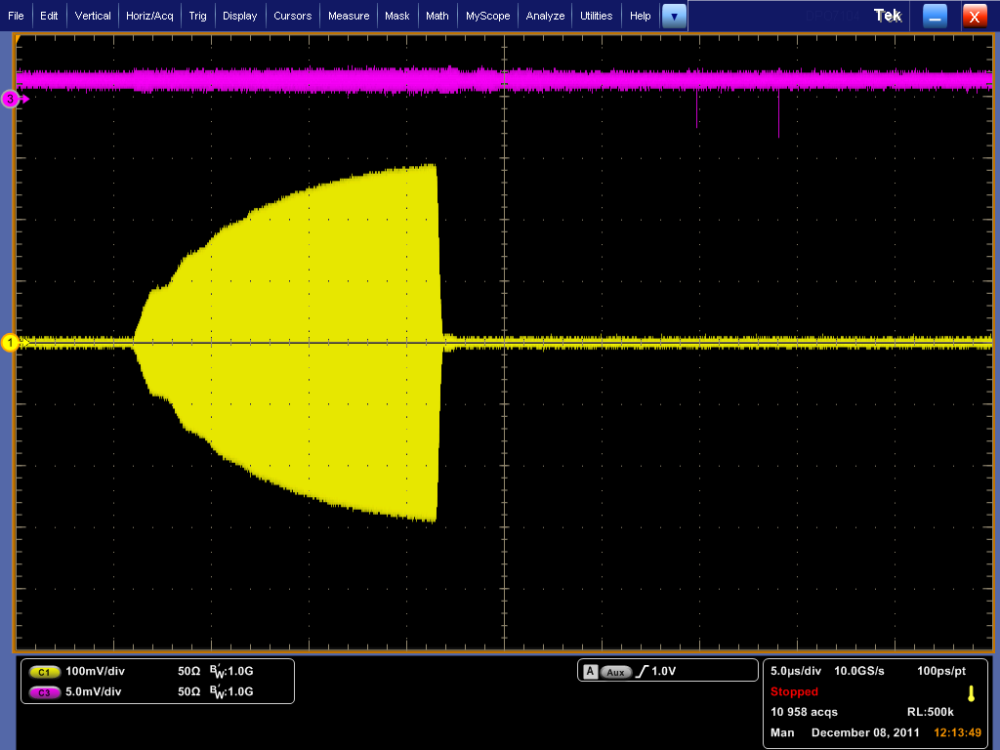 File Edit Vertical Horiz/Acq Trig Display Cursors Measure Mask Math MyScope Analyze Utilities Help Tek X
3
1
C1 100mV/div 50Ω BW:1.0G
C3 5.0mV/div 50Ω BW:1.0G
A Aux 1.0V
5.0µs/div 10.0GS/s 100ps/pt
Stopped
10 958 acqs RL:500k
Man December 08, 2011 12:13:49